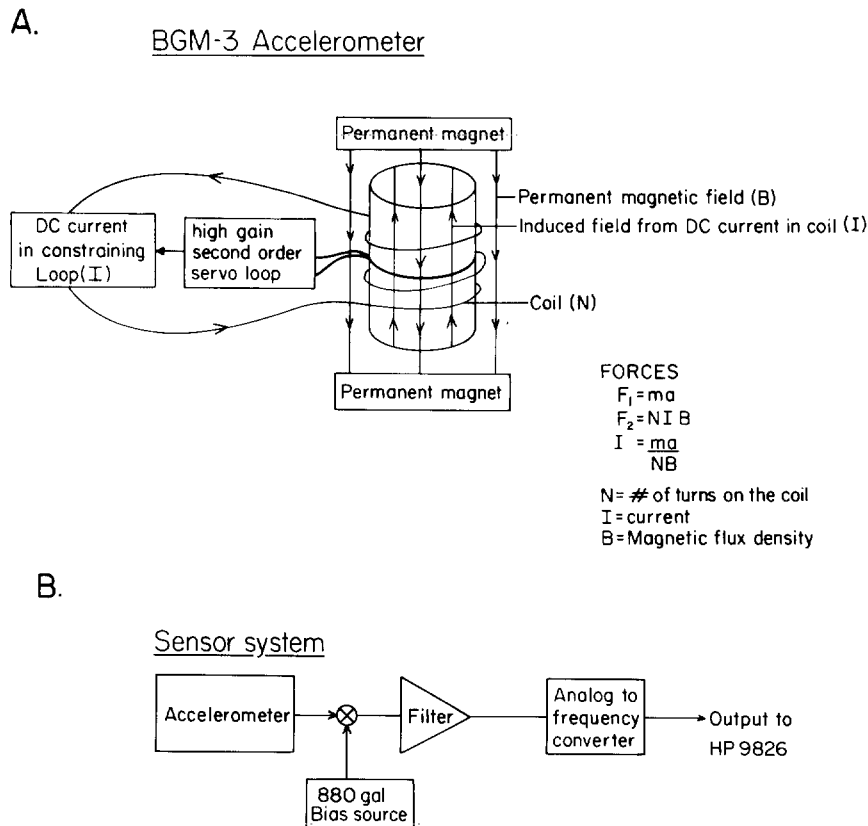 A.
BGM-3 Accelerometer
Permanent magnet
Permanent magnetic field (B)
Induced field from DC current in coil (I)
DC current
in constraining
Loop(I)
high gain
second order
servo loop
Coil (N)
Permanent magnet
FORCES
F₁=ma
F₂=NIB
I = ma
NB
N= # of turns on the coil
I=current
B=Magnetic flux density
B.
Sensor system
Accelerometer
Filter
Analog to
frequency
converter
Output to
HP 9826
880 gal
Bias source